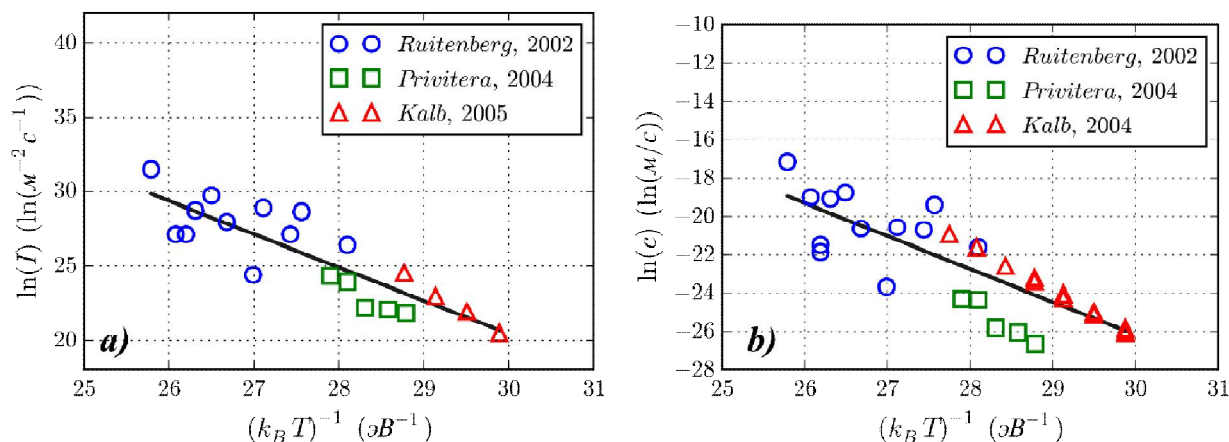 40
35
30
25
20
ln(I) (ln(м⁻² c⁻¹))
Ruitenberg, 2002
Privitera, 2004
Kalb, 2005
a)
25 26 27 28 29 30 31
(k_B T)⁻¹ (эВ⁻¹)
−10
−12
−14
−16
−18
−20
−22
−24
−26
−28
ln(c) (ln(м/c))
Ruitenberg, 2002
Privitera, 2004
Kalb, 2004
b)
25 26 27 28 29 30 31
(k_B T)⁻¹ (эВ⁻¹)